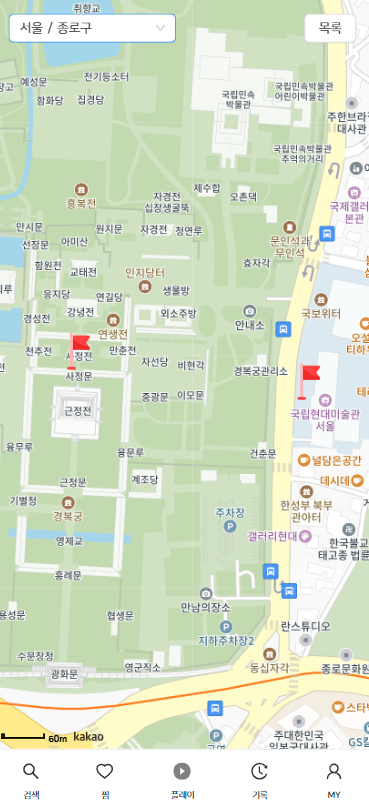 취향교
서울 / 종로구
목록
예성문
전기등소터
함화당
집경당
국립민속
박물관
국립민속박물관
어린이박물관
주한브라질
대사관
국립민속박물관
추억의거리
흥복전
제수합
자경전
십장생굴뚝
오촌댁
국제갤러리
본관
만시문
원지문
자경전
청연루
선장문
아미산
문인석과
무인석
함원전
교태전
인지당터
효자각
응지당
연길당
생물방
국보위터
경성전
강녕전
외소주방
안내소
연생전
오설
티하우
천추전
사정전
만춘전
자선당
비현각
경복궁관리소
사정문
테라
중광문
이모문
근정전
국립현대미술관
서울
융무루
융문루
건춘문
널담은공간
근정문
계조당
데시데
기별청
한성부 북부
관아터
경복궁
주차장
영제교
갤러리현대
한국불교
태고종 법륜
홍례문
만남의장소
용성문
협생문
란스튜디오
지하주차장2
수문장청
영군직소
동십자각
종로문화원
광화문
스타벅
60m
kakao
주대한민국
일본국대사관
GS칼
검색
찜
플레이
기록
MY